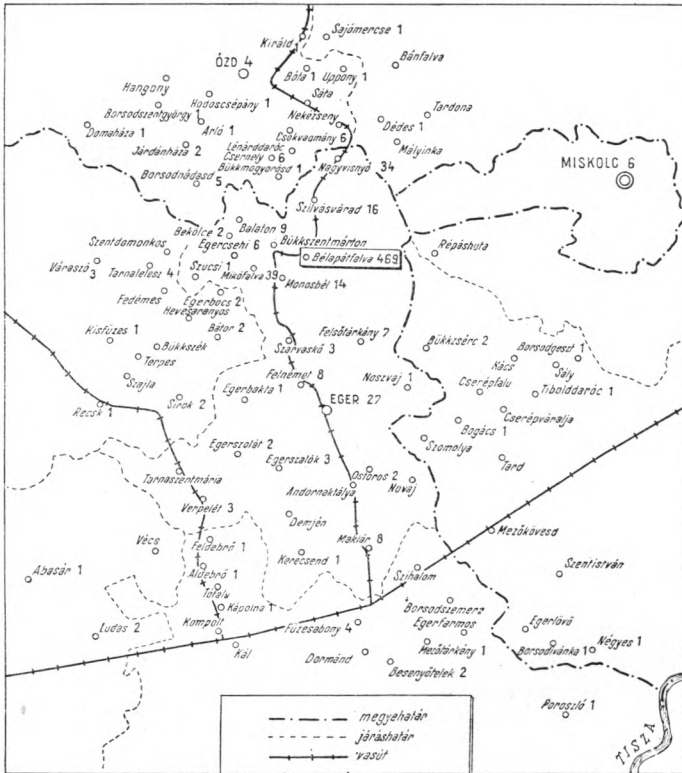 Királd 1
Sajómercse 1
Bánfalva
ÓZD 4
Bóta 1
Uppony 1
Hangony
Hodoscsépány 1
Sáta
Tardona
Borsodszentgyörgy 1
Nekézseny
Dédes 1
Domaháza 1
Arló 1
Csokvaomány 6
Mályinka
Járdánháza 2
Lénárddaróc
Csernely 6
Nagyvisnyó 34
MISKOLC 6
Bükkmogyorósd 1
Borsodnádasd 5
Szilvásvárad 16
Balaton 9
Bekölce 2
Egercsehi 6
Bükkszentmárton
Szentdomonkos
Bélapátfalva 469
Répáshuta
Váraszó 3
Tarnalelesz 4
Szucsi 1
Mikófalva 39
Monosbél 14
Fedémes
Egerbocs 2
Hevesaranyos
Kisfüzes 1
Bátor 2
Szarvaskő 3
Felsőtárkány 7
Bükkzsérc 2
Bükkszék
Terpes
Kács
Borsodgeszt 1
Sály
Szajla
Felnémet 8
Noszvaj 1
Cserépfalu
Tibolddaróc 1
Recsk 1
Sirok 2
Egerbakta 1
EGER 27
Cserépváralja
Bogács 1
Egerszolát 2
Egerszalók 3
Szomolya
Tard
Tarnaszentmária
Ostoros 2
Andornaktálya
Novaj
Verpelét 3
Demjén
Mezőkövesd
Vécs
Feldebrő 1
Maklár 8
Kerecsend 1
Szentistván
Abasár 1
Aldebrő 1
Szihalom
Tófalu
Kápolna 1
Borsodszemere
Ludas 2
Kompolt
Füzesabony 4
Egerfarmos
Egerlövő
Kál
Mezőtárkány 1
Borsodivánka 1
Négyes 1
Dormánd
Besenyőtelek 2
Poroszló 1
TISZA
megyehatár
járáshatár
vasút